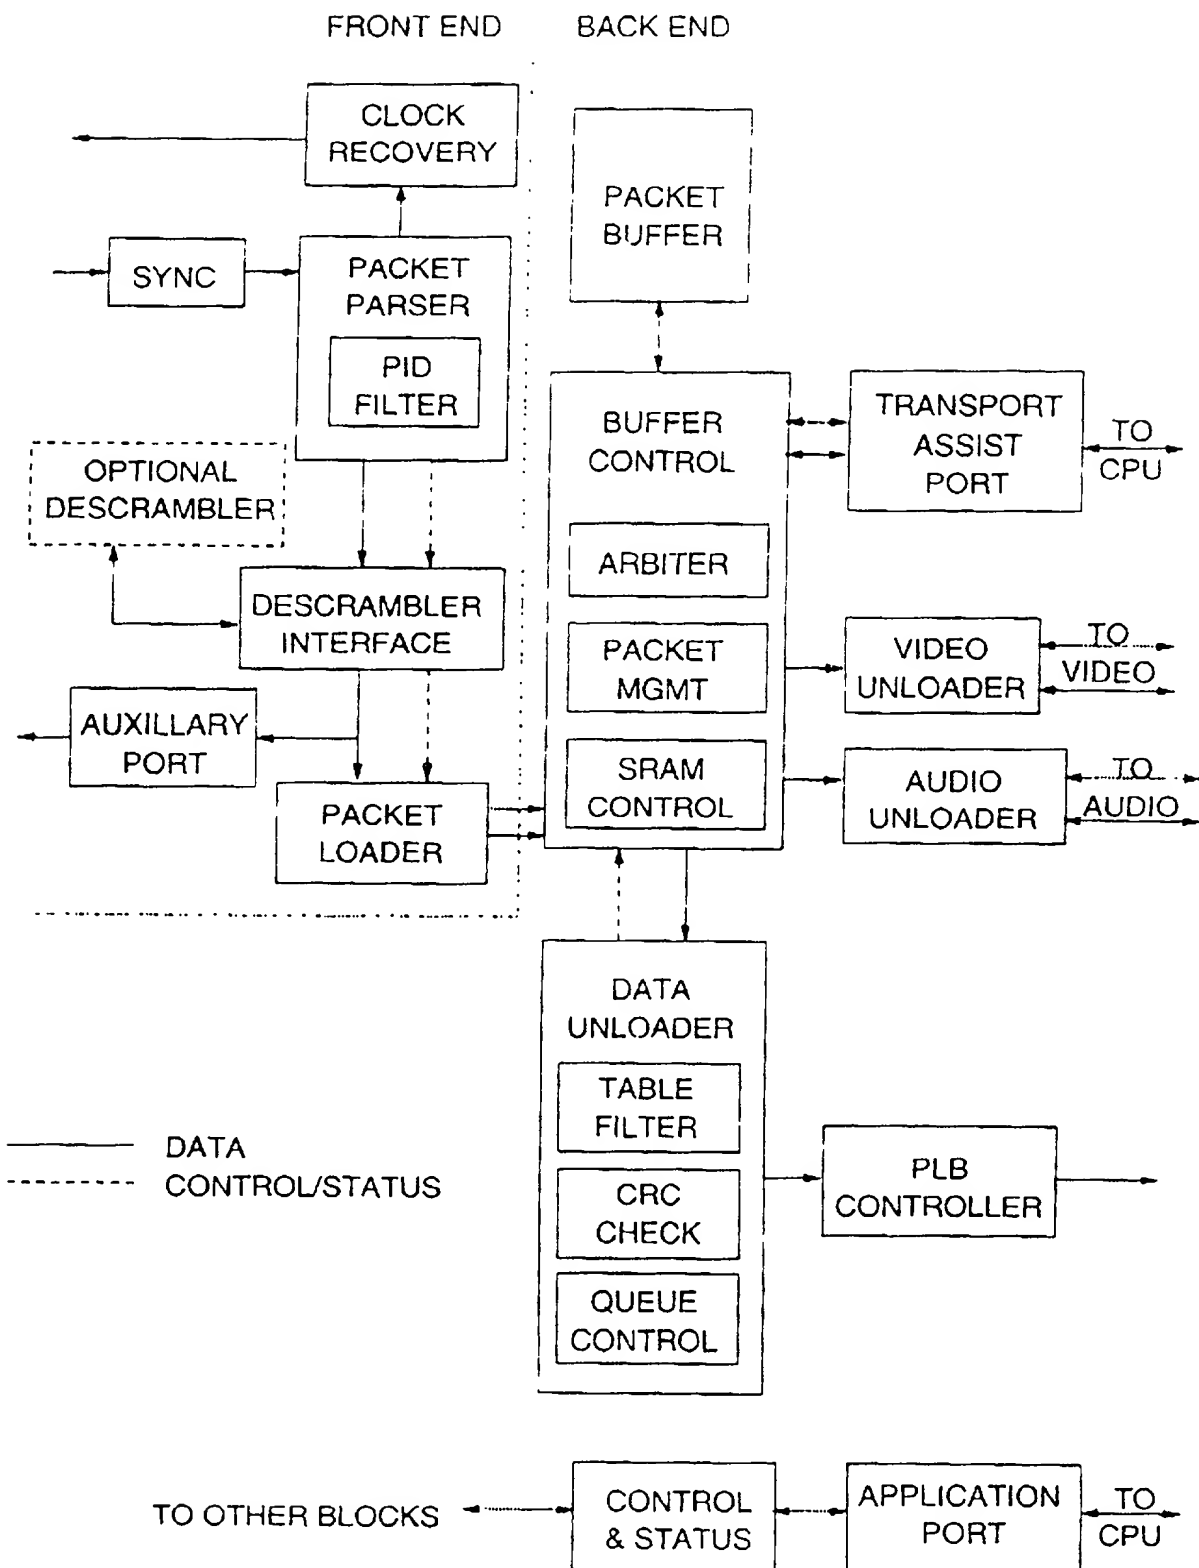 FRONT END
BACK END
CLOCK
RECOVERY
PACKET
BUFFER
SYNC
PACKET
PARSER
PID
FILTER
BUFFER
CONTROL
TRANSPORT
ASSIST
PORT
TO
CPU
OPTIONAL
DESCRAMBLER
ARBITER
DESCRAMBLER
INTERFACE
PACKET
MGMT
VIDEO
UNLOADER
TO
VIDEO
AUXILLARY
PORT
SRAM
CONTROL
AUDIO
UNLOADER
TO
AUDIO
PACKET
LOADER
DATA
UNLOADER
TABLE
FILTER
DATA
CONTROL/STATUS
CRC
CHECK
PLB
CONTROLLER
QUEUE
CONTROL
TO OTHER BLOCKS
CONTROL
& STATUS
APPLICATION
PORT
TO
CPU